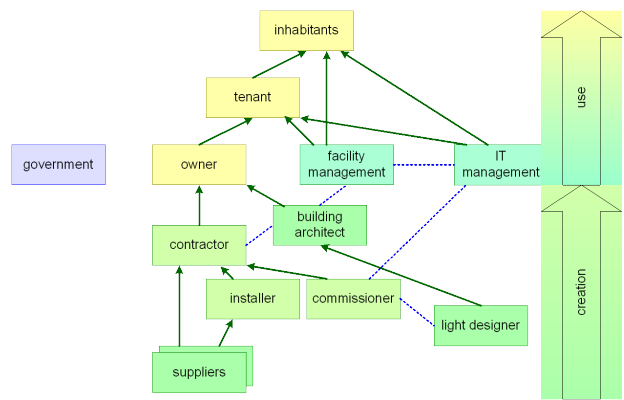 inhabitants
tenant
use
government
owner
facility
management
IT
management
building
architect
contractor
installer
commissioner
creation
light designer
suppliers